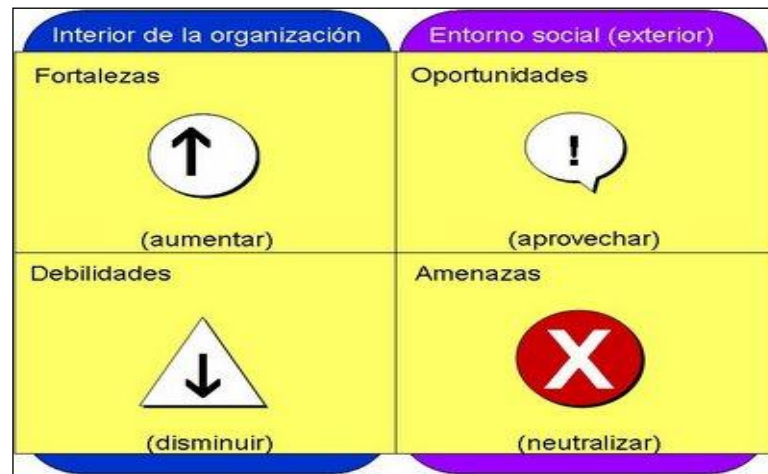 Interior de la organización
Entorno social (exterior)
Fortalezas
Oportunidades
!
(aumentar)
(aprovechar)
Debilidades
Amenazas
X
(disminuir)
(neutralizar)